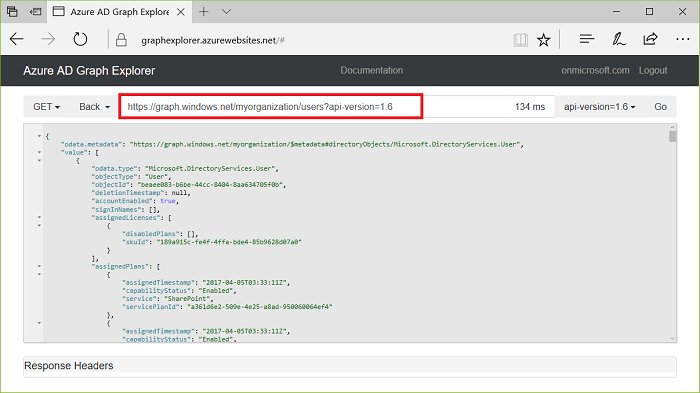 Azure AD Graph Explorer
graphexplorer.azurewebsites.net/#
Azure AD Graph Explorer Documentation onmicrosoft.com Logout
GET Back https://graph.windows.net/myorganization/users?api-version=1.6 134 ms api-version=1.6 Go
{
"odata.metadata": "https://graph.windows.net/myorganization/$metadata#directoryObjects/Microsoft.DirectoryServices.User",
"value": [
{
"odata.type": "Microsoft.DirectoryServices.User",
"objectType": "User",
"objectId": "beaee083-b6be-44cc-8404-8aa634705f0b",
"deletionTimestamp": null,
"accountEnabled": true,
"signInNames": [],
"assignedLicenses": [
{
"disabledPlans": [],
"skuId": "189a915c-fe4f-4ffa-bde4-85b9628d07a0"
}
],
"assignedPlans": [
{
"assignedTimestamp": "2017-04-05T03:33:11Z",
"capabilityStatus": "Enabled",
"service": "SharePoint",
"servicePlanId": "a361d6e2-509e-4e25-a8ad-950060064ef4"
},
{
"assignedTimestamp": "2017-04-05T03:33:11Z",
"capabilityStatus": "Enabled",
Response Headers